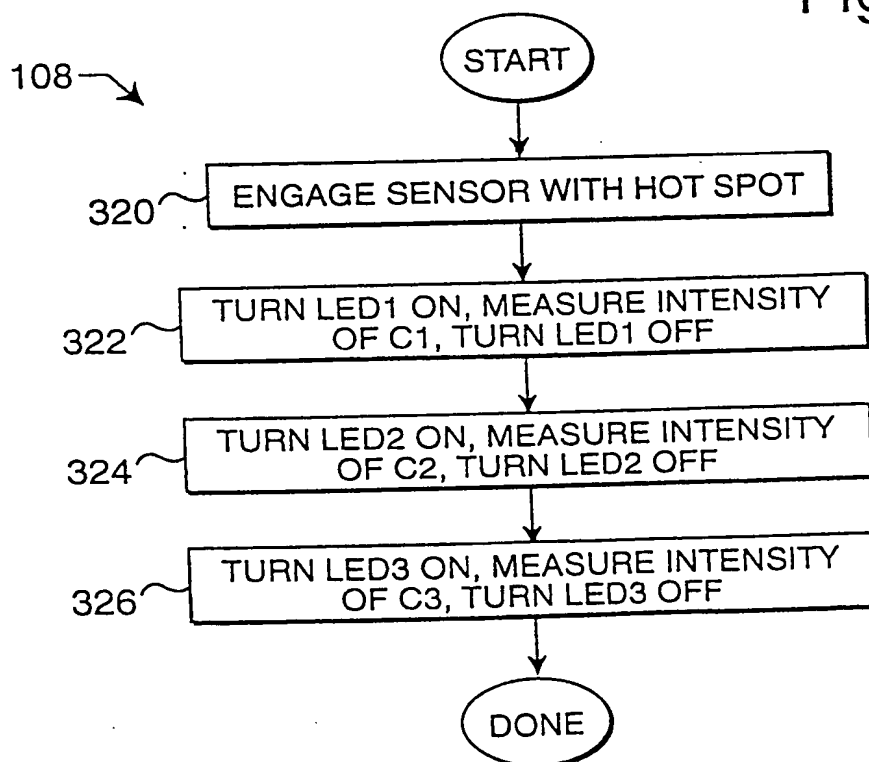 START
108
ENGAGE SENSOR WITH HOT SPOT
320
TURN LED1 ON, MEASURE INTENSITY
OF C1, TURN LED1 OFF
322
TURN LED2 ON, MEASURE INTENSITY
OF C2, TURN LED2 OFF
324
TURN LED3 ON, MEASURE INTENSITY
OF C3, TURN LED3 OFF
326
DONE